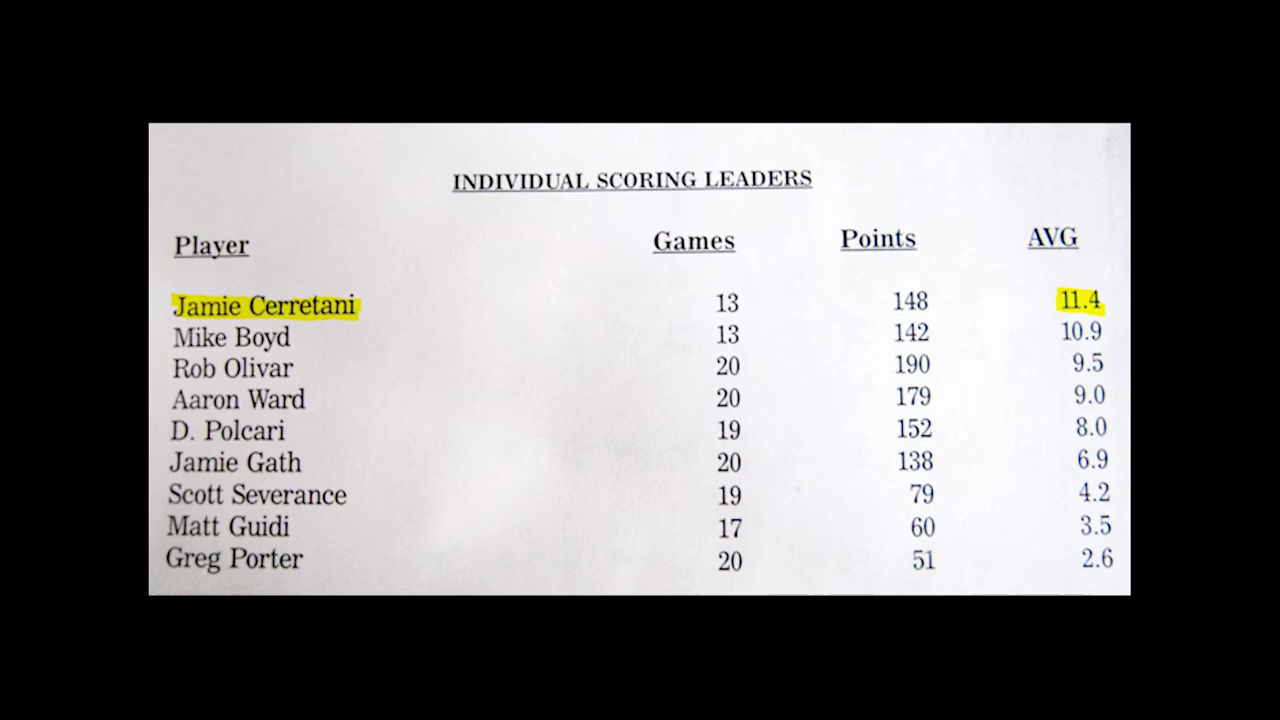 INDIVIDUAL SCORING LEADERS
Player Games Points AVG
Jamie Cerretani 13 148 11.4
Mike Boyd 13 142 10.9
Rob Olivar 20 190 9.5
Aaron Ward 20 179 9.0
D. Polcari 19 152 8.0
Jamie Gath 20 138 6.9
Scott Severance 19 79 4.2
Matt Guidi 17 60 3.5
Greg Porter 20 51 2.6